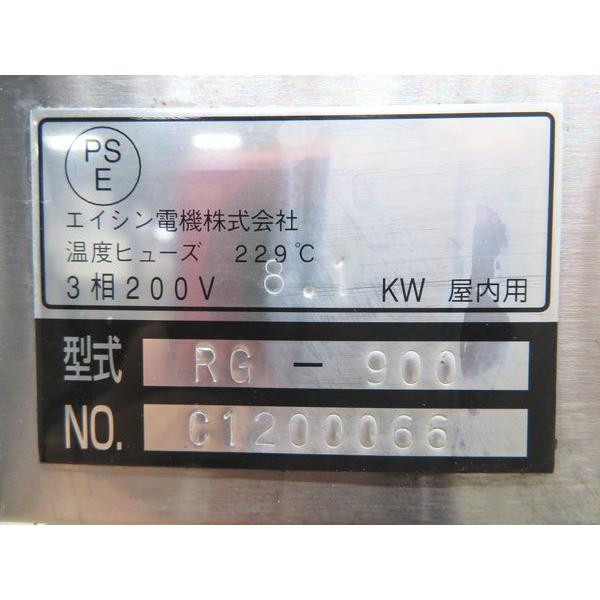 PS
E
エイシン電機株式会社
温度ヒューズ 229℃
3相200V 8.1 KW 屋内用
型式 RG - 900
NO. C1200066